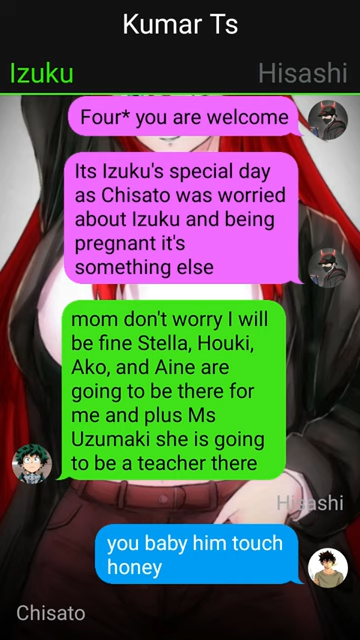 Kumar Ts
Izuku Hisashi
Four* you are welcome
Its Izuku's special day
as Chisato was worried
about Izuku and being
pregnant it's
something else
mom don't worry I will
be fine Stella, Houki,
Ako, and Aine are
going to be there for
me and plus Ms
Uzumaki she is going
to be a teacher there
Hisashi
you baby him touch
honey
Chisato